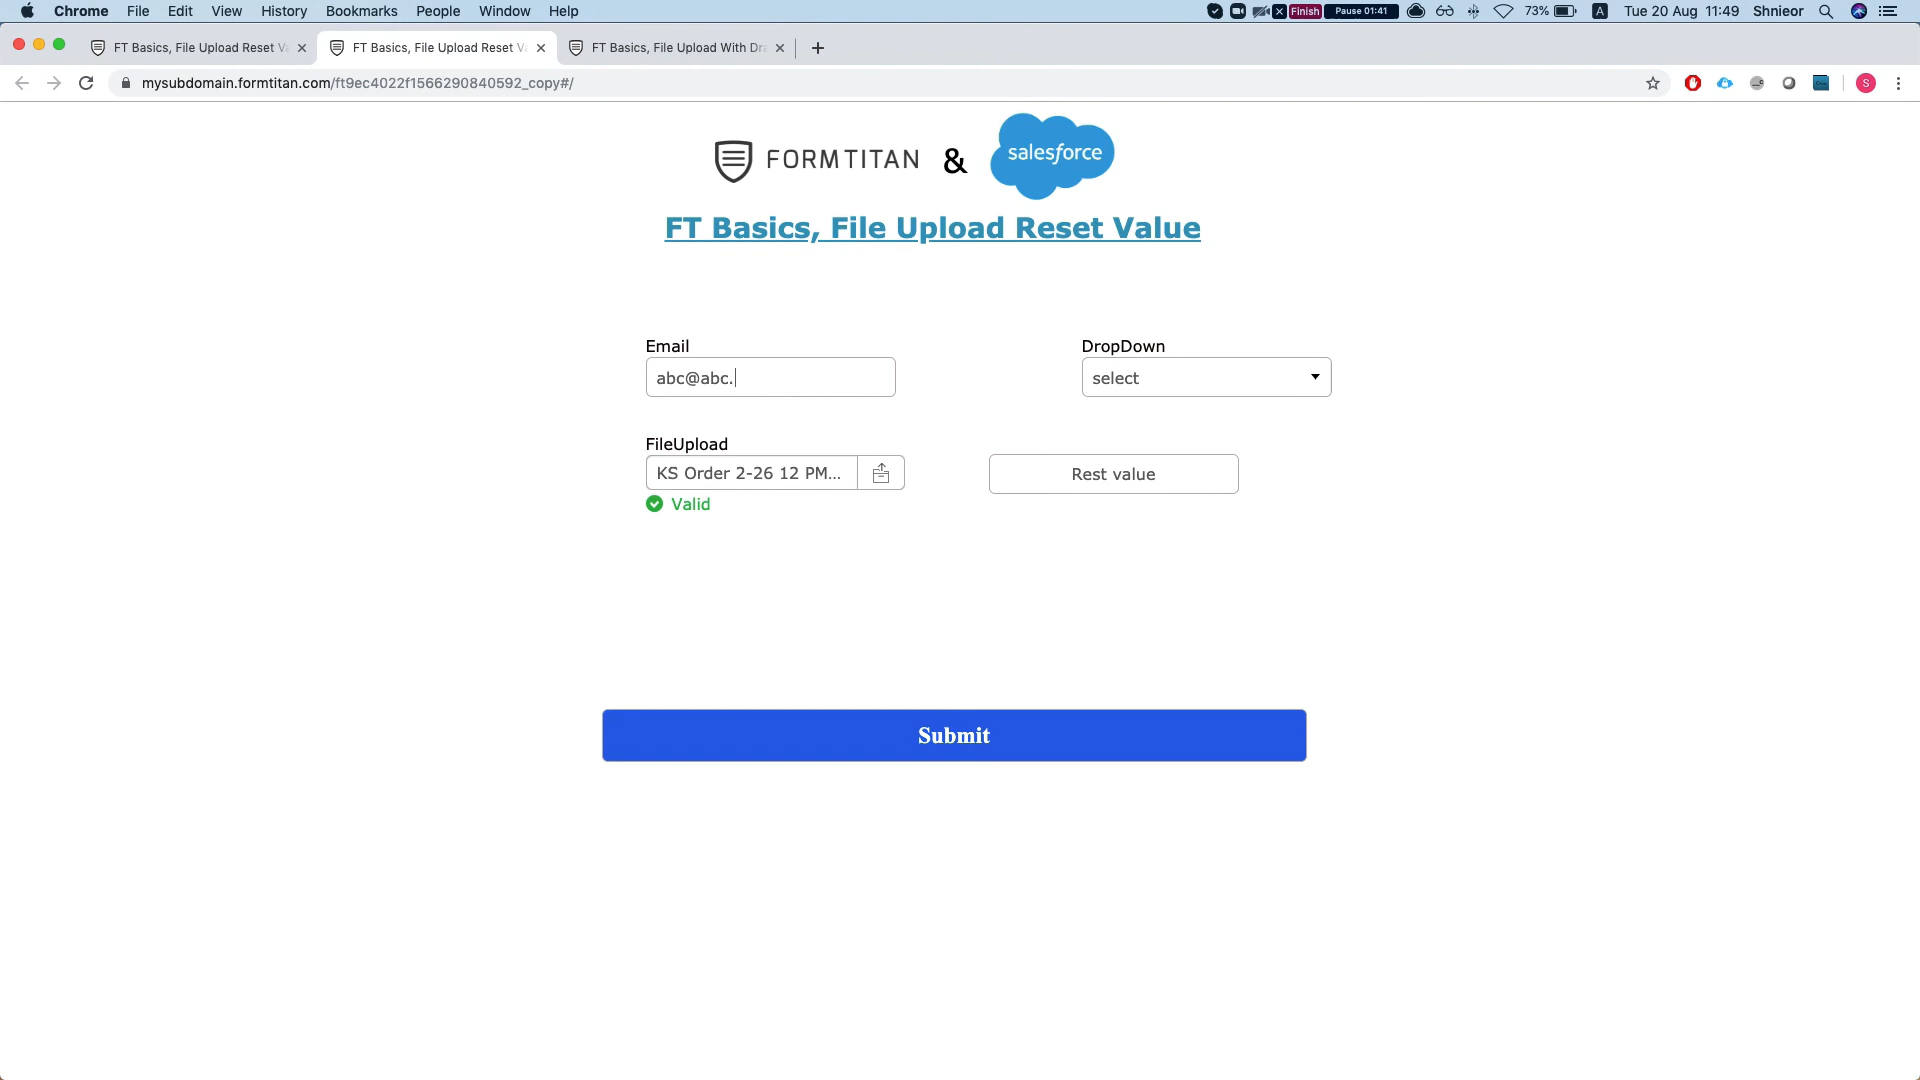 Chrome File Edit View History Bookmarks People Window Help Finish Pause 01:41 73% A Tue 20 Aug 11:49 Shnieor
FT Basics, File Upload Reset Va FT Basics, File Upload Reset Va FT Basics, File Upload With Dra
mysubdomain.formtitan.com/ft9ec4022f1566290840592_copy#/ S
FORMTITAN & salesforce
FT Basics, File Upload Reset Value
Email DropDown
abc@abc. select
FileUpload
KS Order 2-26 12 PM... Rest value
Valid
Submit